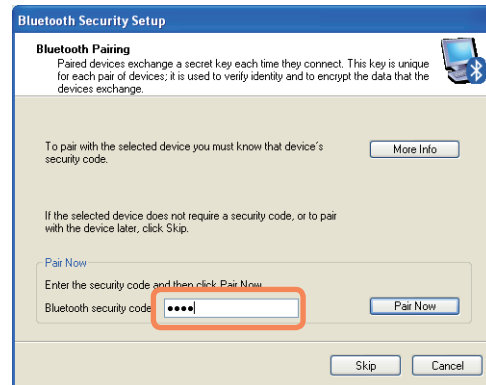 Bluetooth Security Setup
Bluetooth Pairing
Paired devices exchange a secret key each time they connect. This key is unique
for each pair of devices; it is used to verify identity and to encrypt the data that the
devices exchange.
To pair with the selected device you must know that device's
security code.
More Info
If the selected device does not require a security code, or to pair
with the device later, click Skip.
Pair Now
Enter the security code and then click Pair Now.
Bluetooth security code
••••
Pair Now
Skip
Cancel